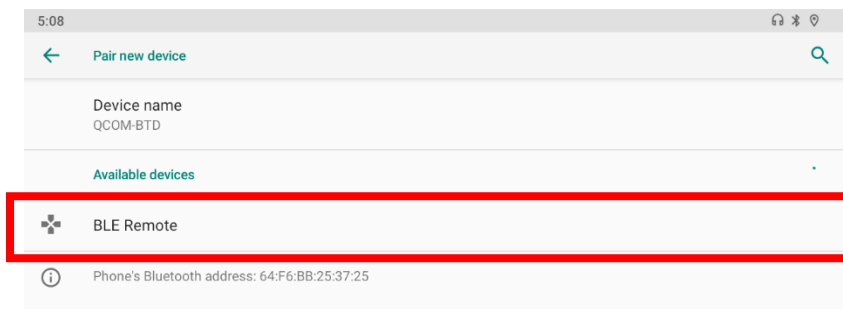 5:08
Pair new device
Device name
QCOM-BTD
Available devices
BLE Remote
Phone's Bluetooth address: 64:F6:BB:25:37:25